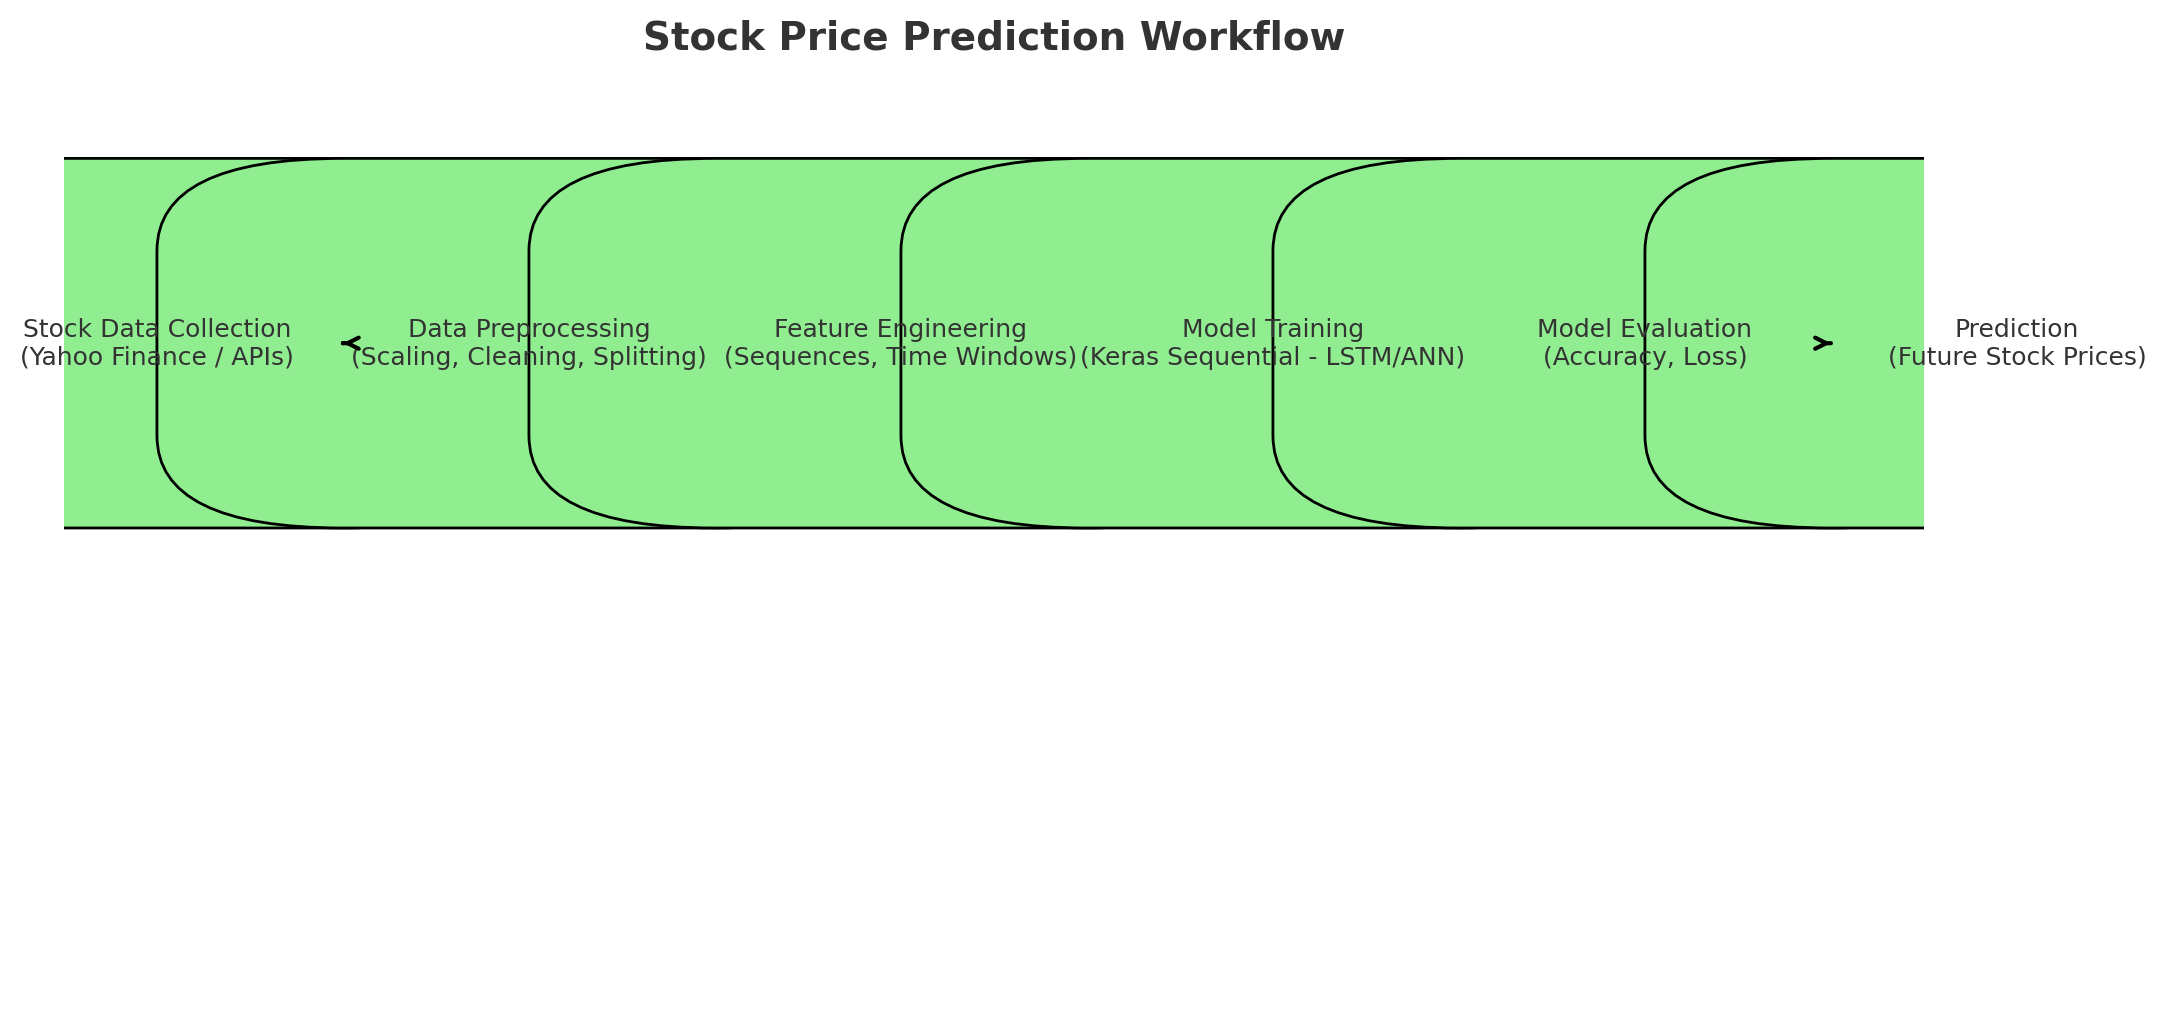 Stock Price Prediction Workflow
Stock Data Collection
(Yahoo Finance / APIs)
Data Preprocessing
(Scaling, Cleaning, Splitting)
Feature Engineering
(Sequences, Time Windows)
Model Training
(Keras Sequential - LSTM/ANN)
Model Evaluation
(Accuracy, Loss)
Prediction
(Future Stock Prices)